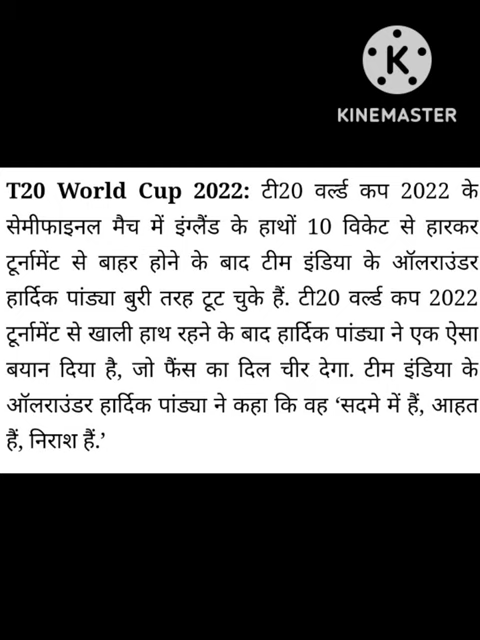 KINEMASTER
T20 World Cup 2022: टी20 वर्ल्ड कप 2022 के
सेमीफाइनल मैच में इंग्लैंड के हाथों 10 विकेट से हारकर
टूर्नामेंट से बाहर होने के बाद टीम इंडिया के ऑलराउंडर
हार्दिक पांड्या बुरी तरह टूट चुके हैं. टी20 वर्ल्ड कप 2022
टूर्नामेंट से खाली हाथ रहने के बाद हार्दिक पांड्या ने एक ऐसा
बयान दिया है, जो फैंस का दिल चीर देगा. टीम इंडिया के
ऑलराउंडर हार्दिक पांड्या ने कहा कि वह ‘सदमे में हैं, आहत
हैं, निराश हैं.’